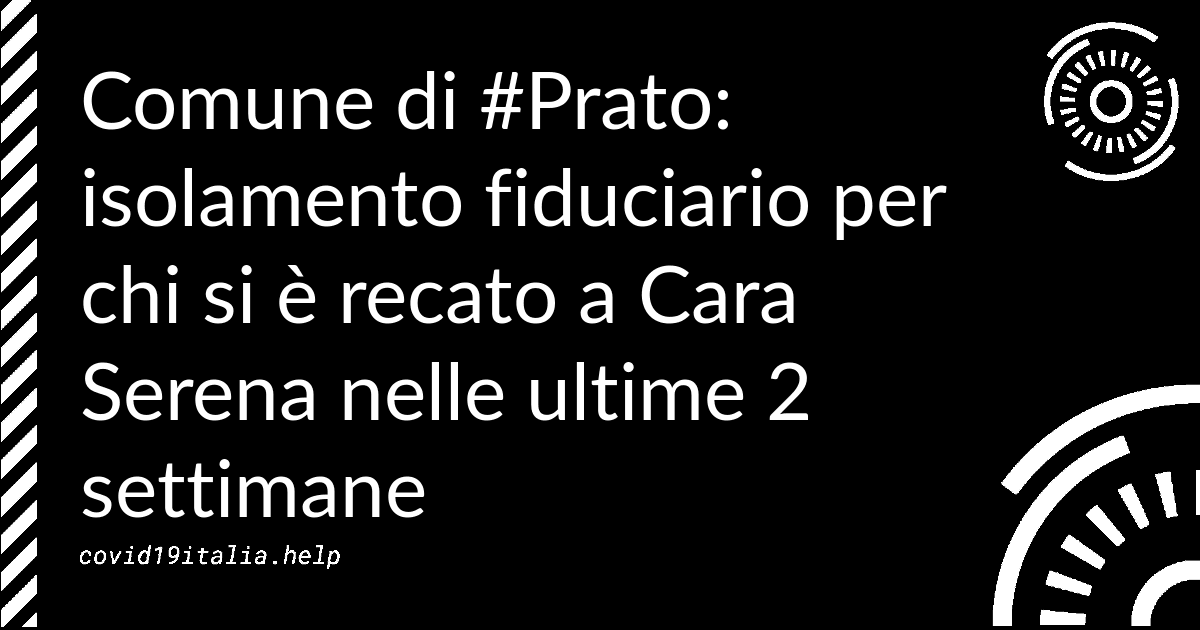 Comune di #Prato:
isolamento fiduciario per
chi si è recato a Cara
Serena nelle ultime 2
settimane
covid19italia.help